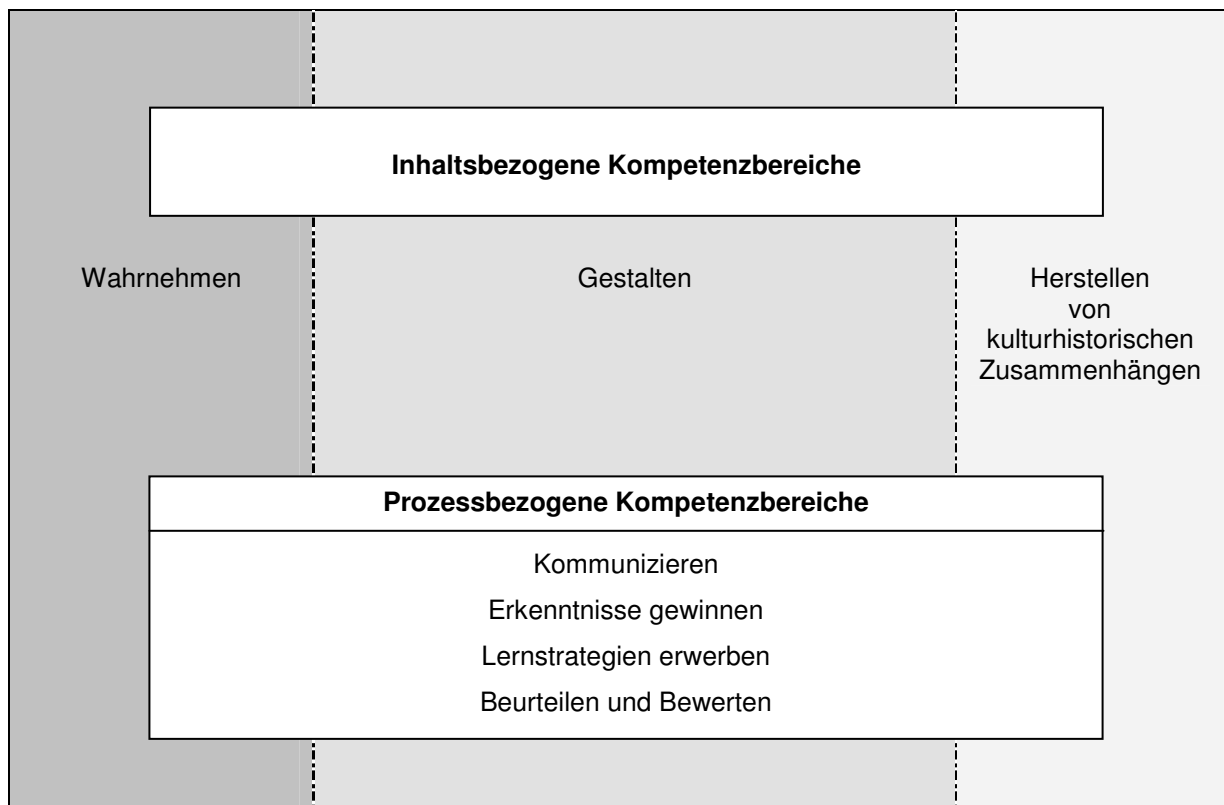 Inhaltsbezogene Kompetenzbereiche
Wahrnehmen
Gestalten
Herstellen
von
kulturhistorischen
Zusammenhängen
Prozessbezogene Kompetenzbereiche
Kommunizieren
Erkenntnisse gewinnen
Lernstrategien erwerben
Beurteilen und Bewerten